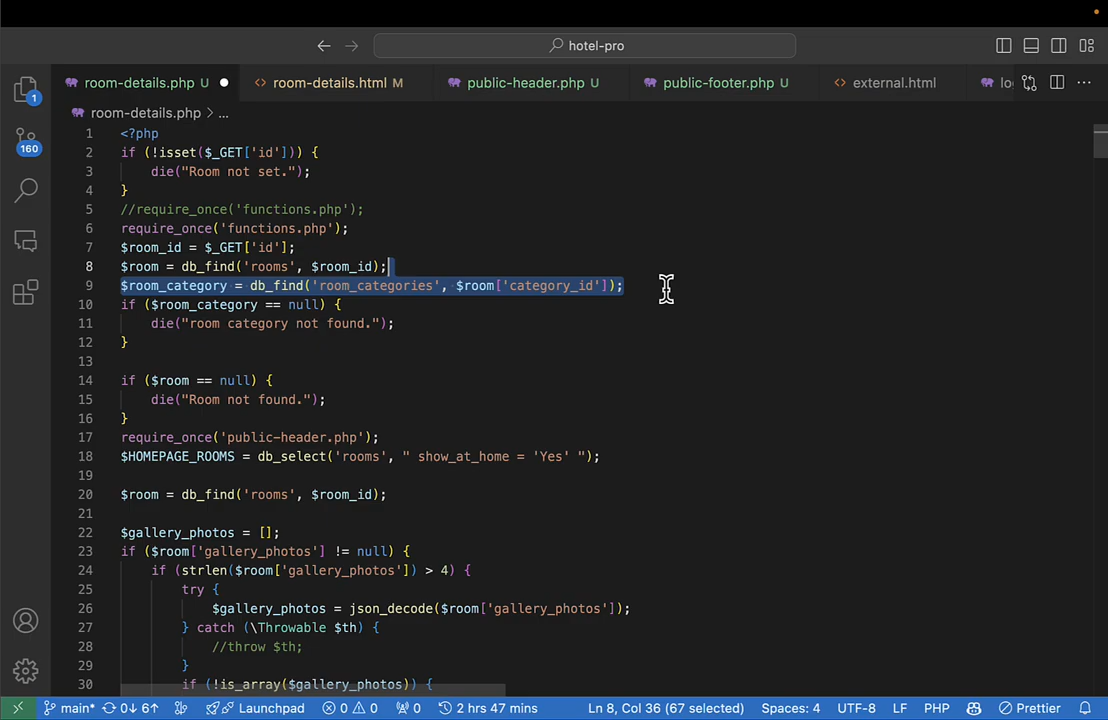 hotel-pro
room-details.php U
room-details.html M
public-header.php U
public-footer.php U
external.html
room-details.php > ...
1
160
1 <?php
2 if (!isset($_GET['id'])) {
3 die("Room not set.");
4 }
5 //require_once('functions.php');
6 require_once('functions.php');
7 $room_id = $_GET['id'];
8 $room = db_find('rooms', $room_id);
9 $room_category = db_find('room_categories', $room['category_id']);
10 if ($room_category == null) {
11 die("room category not found.");
12 }
13
14 if ($room == null) {
15 die("Room not found.");
16 }
17 require_once('public-header.php');
18 $HOMEPAGE_ROOMS = db_select('rooms', " show_at_home = 'Yes' ");
19
20 $room = db_find('rooms', $room_id);
21
22 $gallery_photos = [];
23 if ($room['gallery_photos'] != null) {
24 if (strlen($room['gallery_photos']) > 4) {
25 try {
26 $gallery_photos = json_decode($room['gallery_photos']);
27 } catch (\Throwable $th) {
28 //throw $th;
29 }
30 if (!is_array($gallery_photos)) {
main* 0↓ 6↑ Launchpad 0 0 0 2 hrs 47 mins Ln 8, Col 36 (67 selected) Spaces: 4 UTF-8 LF PHP Prettier